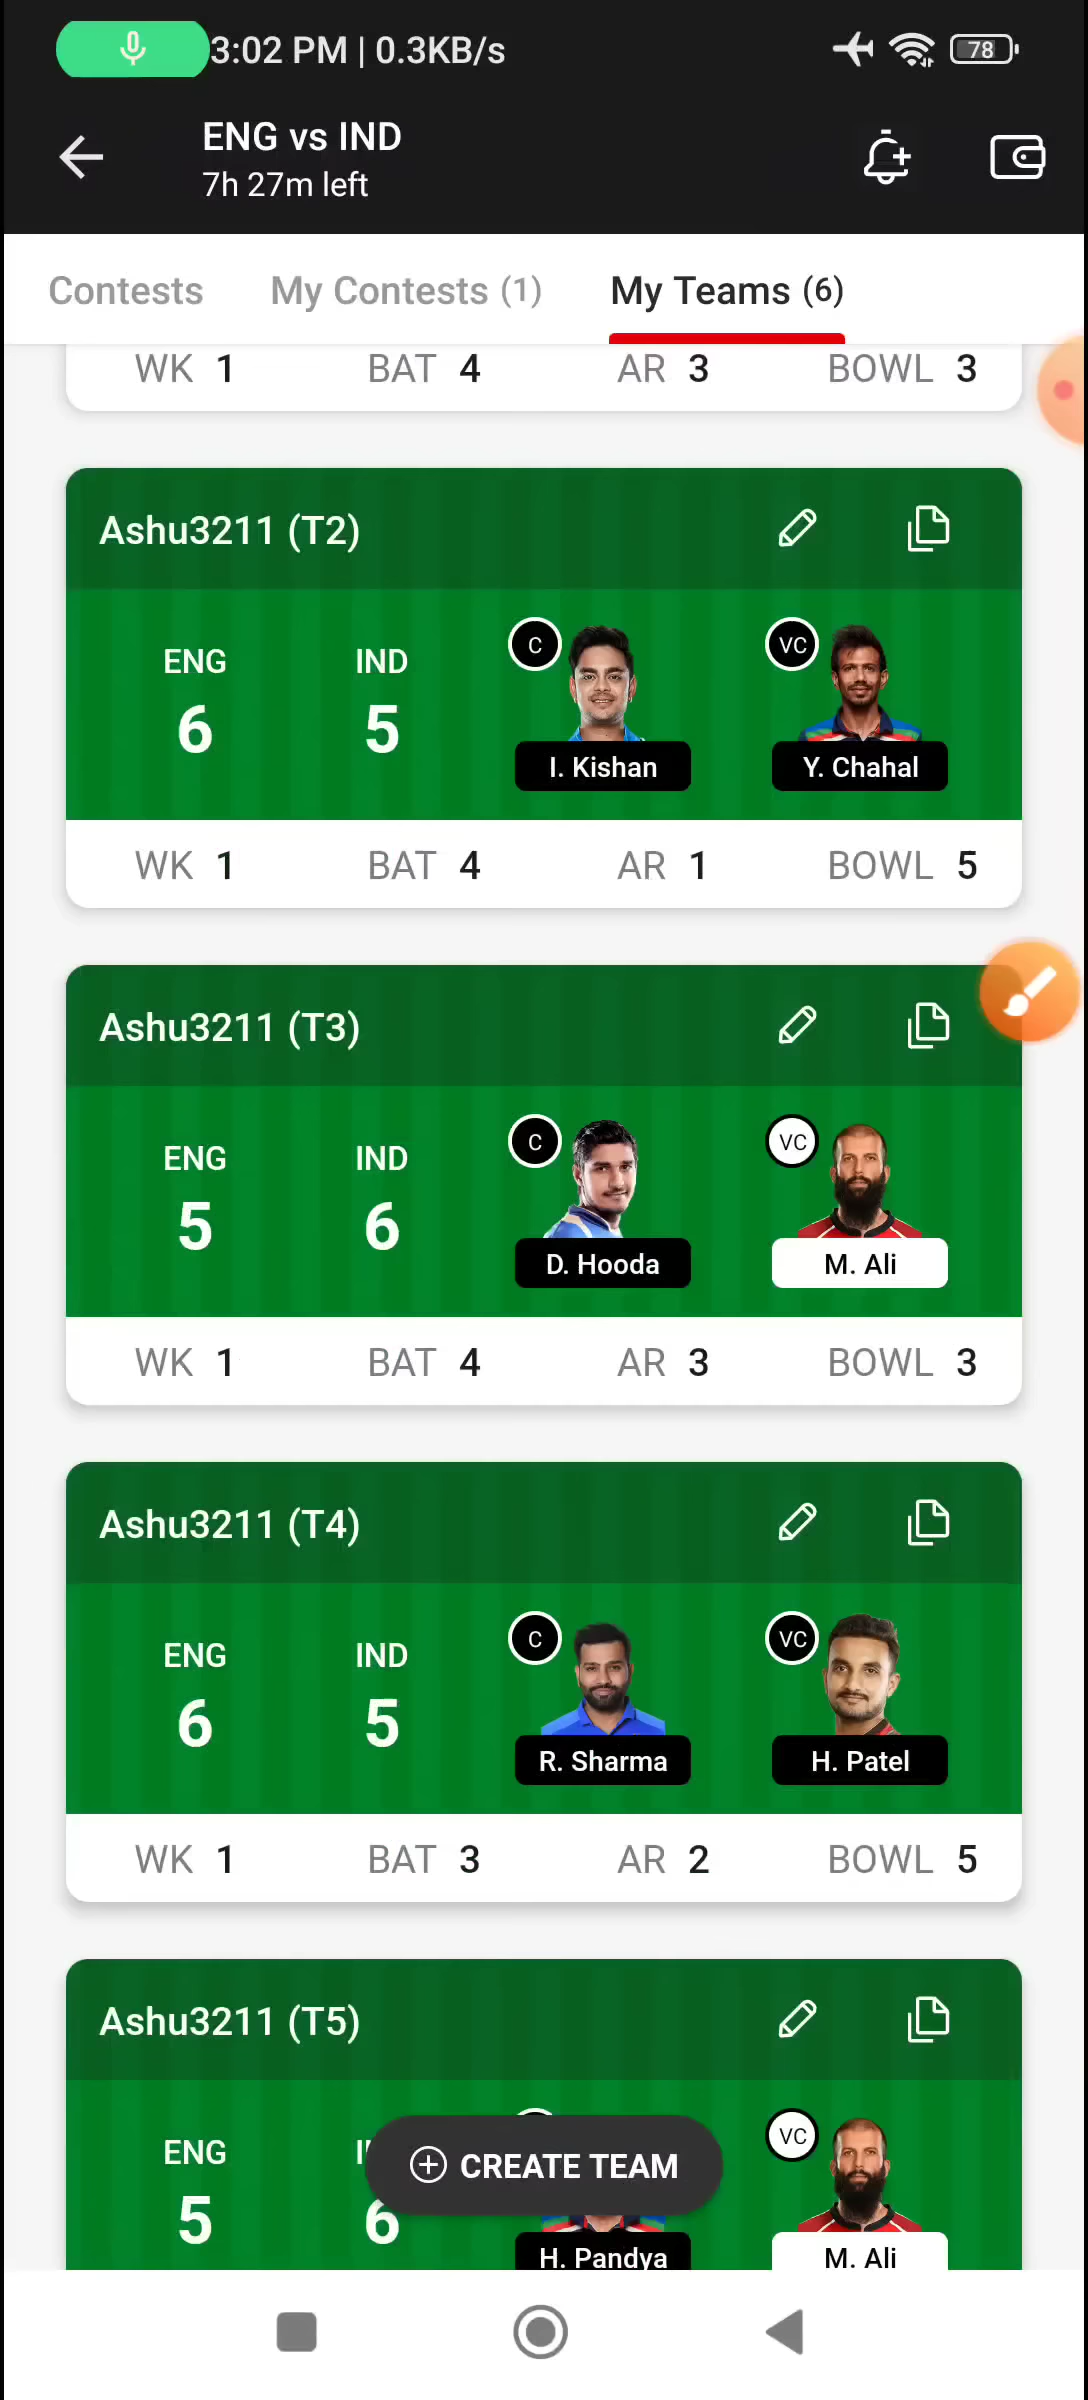 3:02 PM | 0.3KB/s 78
ENG vs IND
7h 27m left
Contests My Contests (1) My Teams (6)
WK 1 BAT 4 AR 3 BOWL 3
Ashu3211 (T2)
ENG IND C VC
6 5
I. Kishan Y. Chahal
WK 1 BAT 4 AR 1 BOWL 5
Ashu3211 (T3)
ENG IND C VC
5 6
D. Hooda M. Ali
WK 1 BAT 4 AR 3 BOWL 3
Ashu3211 (T4)
ENG IND C VC
6 5
R. Sharma H. Patel
WK 1 BAT 3 AR 2 BOWL 5
Ashu3211 (T5)
ENG VC
CREATE TEAM
5 6
H. Pandya M. Ali